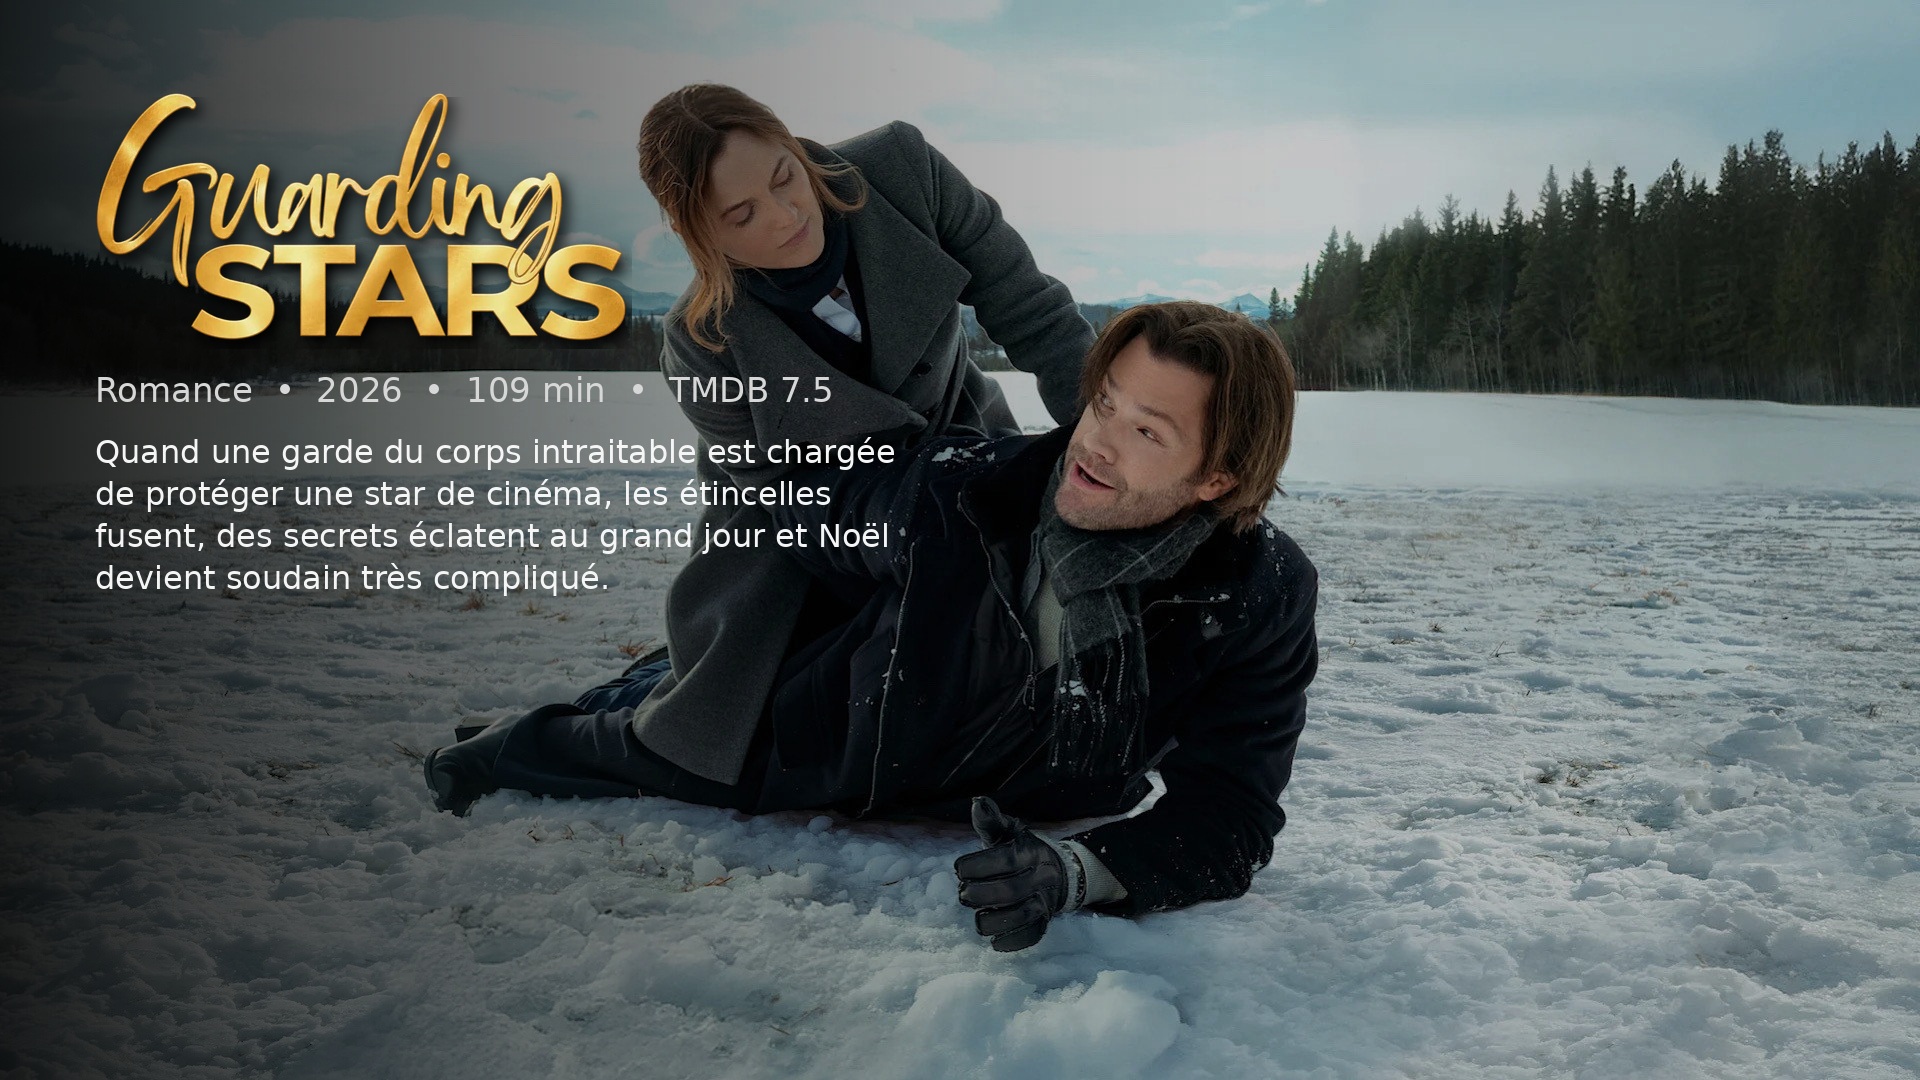 Guarding
STARS
Romance • 2026 • 109 min • TMDB 7.5
Quand une garde du corps intraitable est chargée
de protéger une star de cinéma, les étincelles
fusent, des secrets éclatent au grand jour et Noël
devient soudain très compliqué.